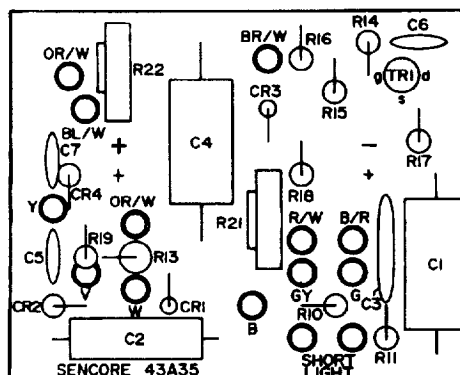 R14 C6
OR/W BR/W R16
R22 g TR1 d
s
CR3 R15
BL/W
C7 + C4 - R17
+ +
CR4 R18
Y OR/W R21 R/W B/R
C5 R19 R13 C1
GY G C3
V W R10
CR2 CR1 B
C2 SHORT R11
SENCORE 43A35 LIGHT